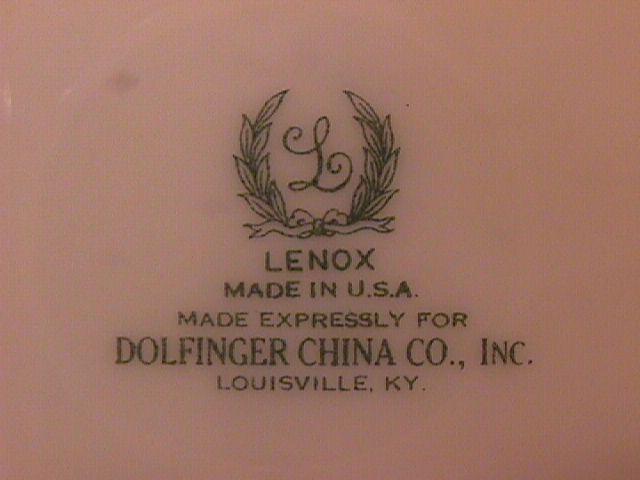 L
LENOX
MADE IN U.S.A.
MADE EXPRESSLY FOR
DOLFINGER CHINA CO., INC.
LOUISVILLE, KY.